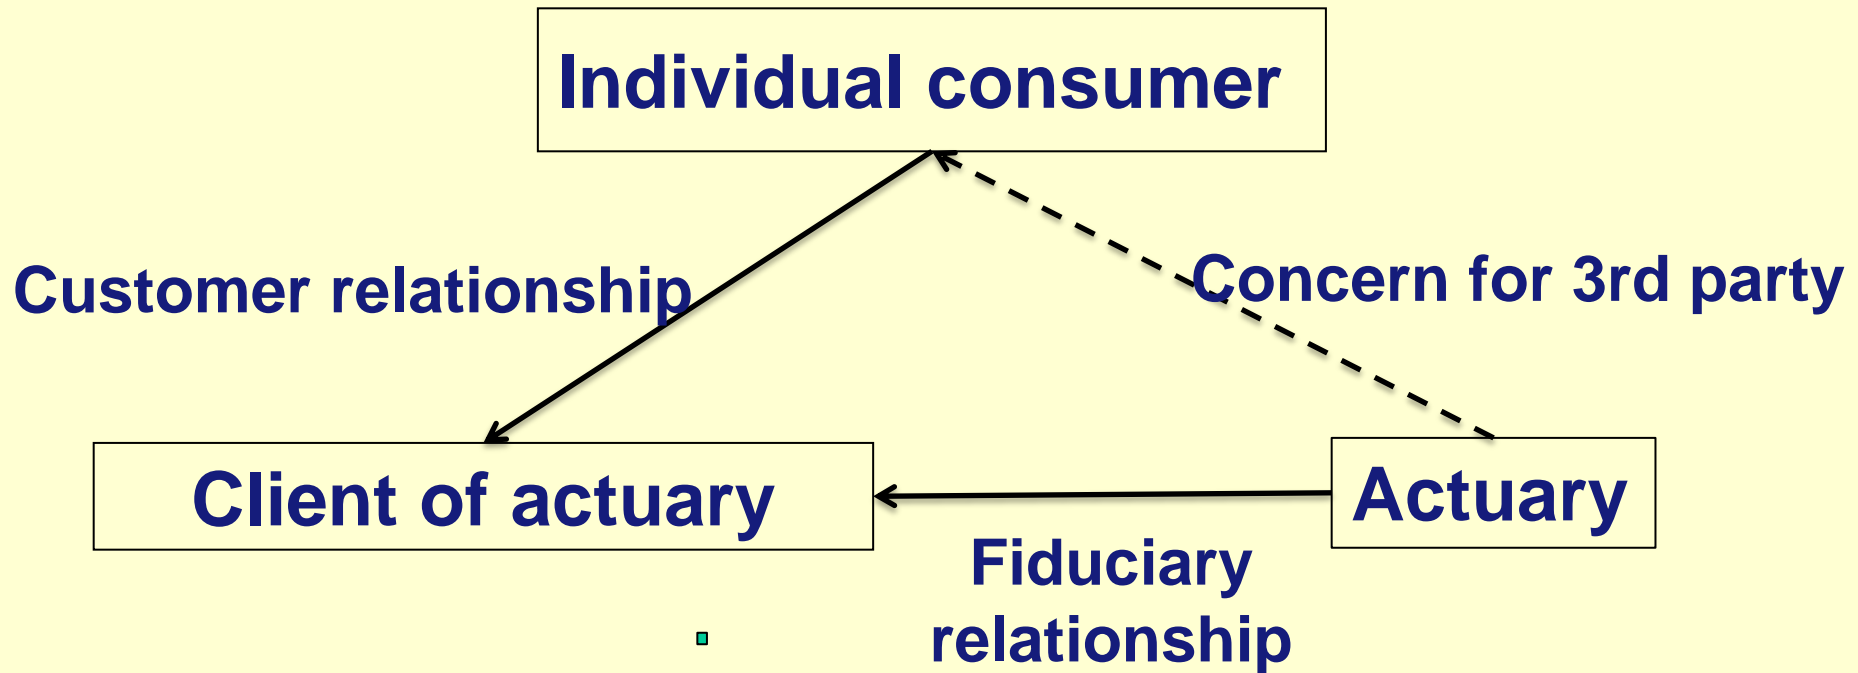 Individual consumer
Customer relationship
Concern for 3rd party
Client of actuary
Actuary
Fiduciary
relationship